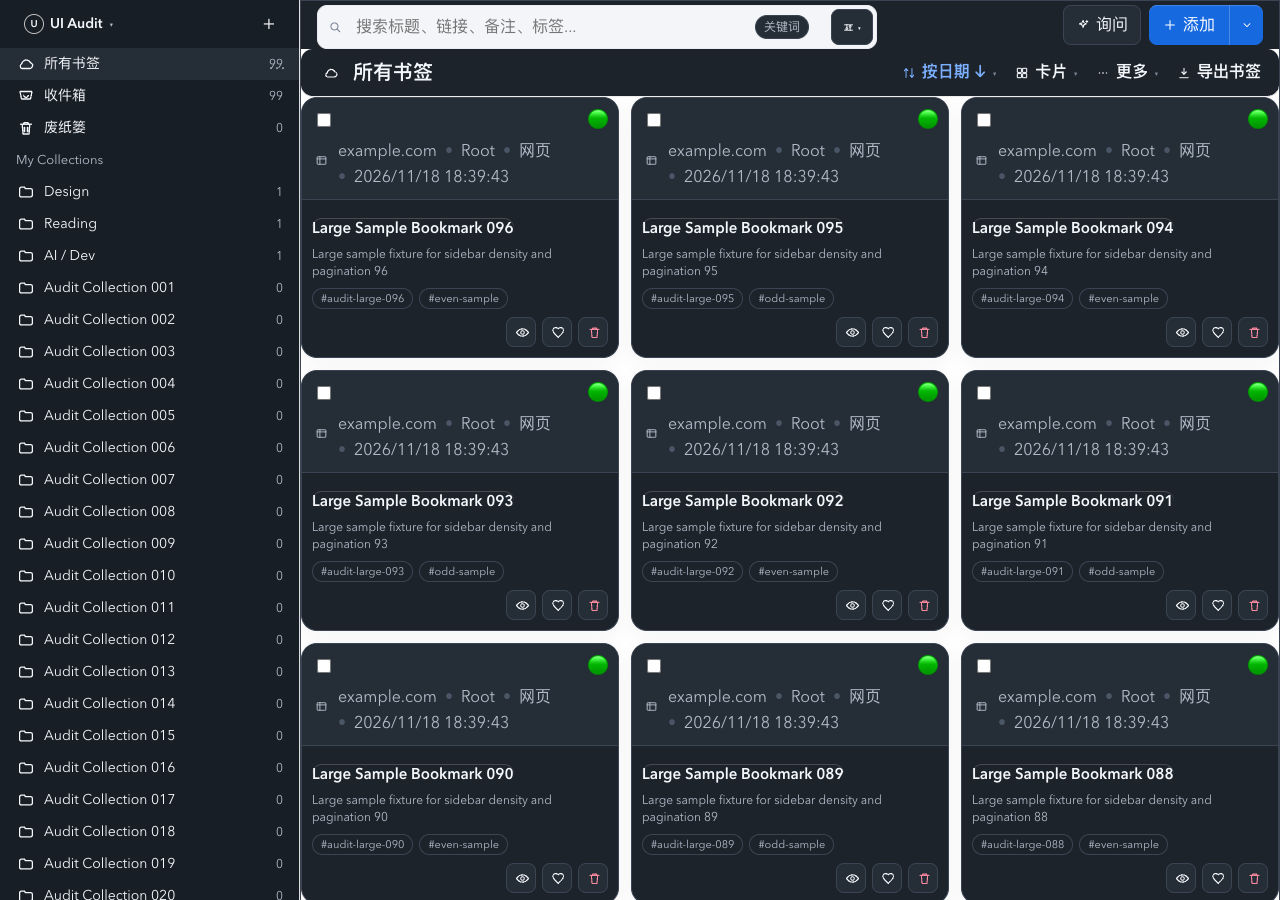 U UI Audit
所有书签
收件箱 99
废纸篓 0
My Collections
Design 1
Reading 1
AI / Dev 1
Audit Collection 001 0
Audit Collection 002 0
Audit Collection 003 0
Audit Collection 004 0
Audit Collection 005 0
Audit Collection 006 0
Audit Collection 007 0
Audit Collection 008 0
Audit Collection 009 0
Audit Collection 010 0
Audit Collection 011 0
Audit Collection 012 0
Audit Collection 013 0
Audit Collection 014 0
Audit Collection 015 0
Audit Collection 016 0
Audit Collection 017 0
Audit Collection 018 0
Audit Collection 019 0
Audit Collection 020 0
搜索标题、链接、备注、标签... 关键词
询问 + 添加
所有书签 按日期 ↓ 卡片 ··· 更多 导出书签
example.com • Root • 网页
• 2026/11/18 18:39:43
Large Sample Bookmark 096
Large sample fixture for sidebar density and
pagination 96
#audit-large-096 #even-sample
example.com • Root • 网页
• 2026/11/18 18:39:43
Large Sample Bookmark 095
Large sample fixture for sidebar density and
pagination 95
#audit-large-095 #odd-sample
example.com • Root • 网页
• 2026/11/18 18:39:43
Large Sample Bookmark 094
Large sample fixture for sidebar density and
pagination 94
#audit-large-094 #even-sample
example.com • Root • 网页
• 2026/11/18 18:39:43
Large Sample Bookmark 093
Large sample fixture for sidebar density and
pagination 93
#audit-large-093 #odd-sample
example.com • Root • 网页
• 2026/11/18 18:39:43
Large Sample Bookmark 092
Large sample fixture for sidebar density and
pagination 92
#audit-large-092 #even-sample
example.com • Root • 网页
• 2026/11/18 18:39:43
Large Sample Bookmark 091
Large sample fixture for sidebar density and
pagination 91
#audit-large-091 #odd-sample
example.com • Root • 网页
• 2026/11/18 18:39:43
Large Sample Bookmark 090
Large sample fixture for sidebar density and
pagination 90
#audit-large-090 #even-sample
example.com • Root • 网页
• 2026/11/18 18:39:43
Large Sample Bookmark 089
Large sample fixture for sidebar density and
pagination 89
#audit-large-089 #odd-sample
example.com • Root • 网页
• 2026/11/18 18:39:43
Large Sample Bookmark 088
Large sample fixture for sidebar density and
pagination 88
#audit-large-088 #even-sample